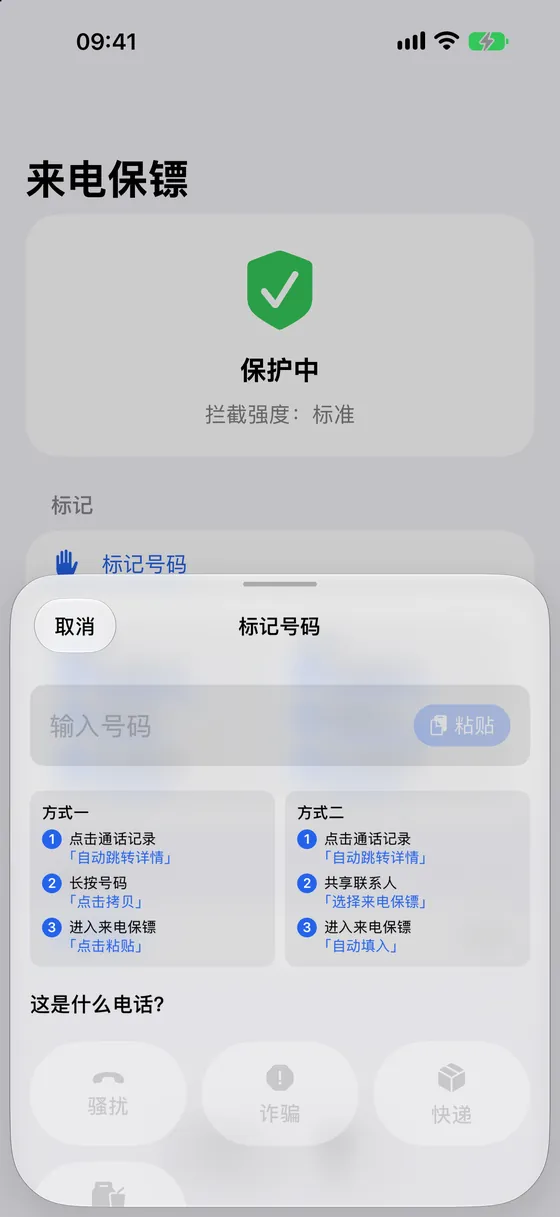 09:41
来电保镖
保护中
拦截强度：标准
标记
标记号码
取消
标记号码
输入号码
粘贴
方式一
1 点击通话记录
「自动跳转详情」
2 长按号码
「点击拷贝」
3 进入来电保镖
「点击粘贴」
方式二
1 点击通话记录
「自动跳转详情」
2 共享联系人
「选择来电保镖」
3 进入来电保镖
「自动填入」
这是什么电话?
骚扰
诈骗
快递